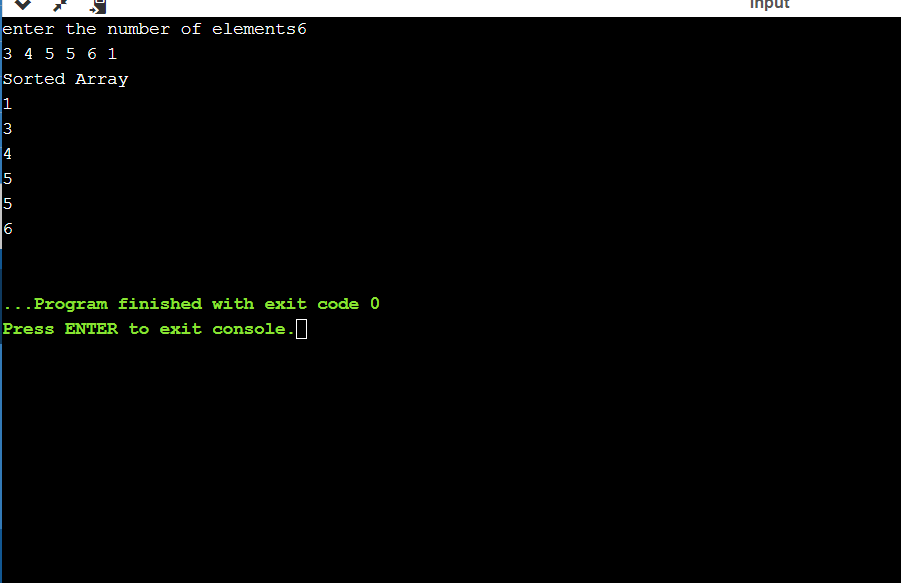 input
enter the number of elements6
3 4 5 5 6 1
Sorted Array
1
3
4
5
5
6
...Program finished with exit code 0
Press ENTER to exit console.